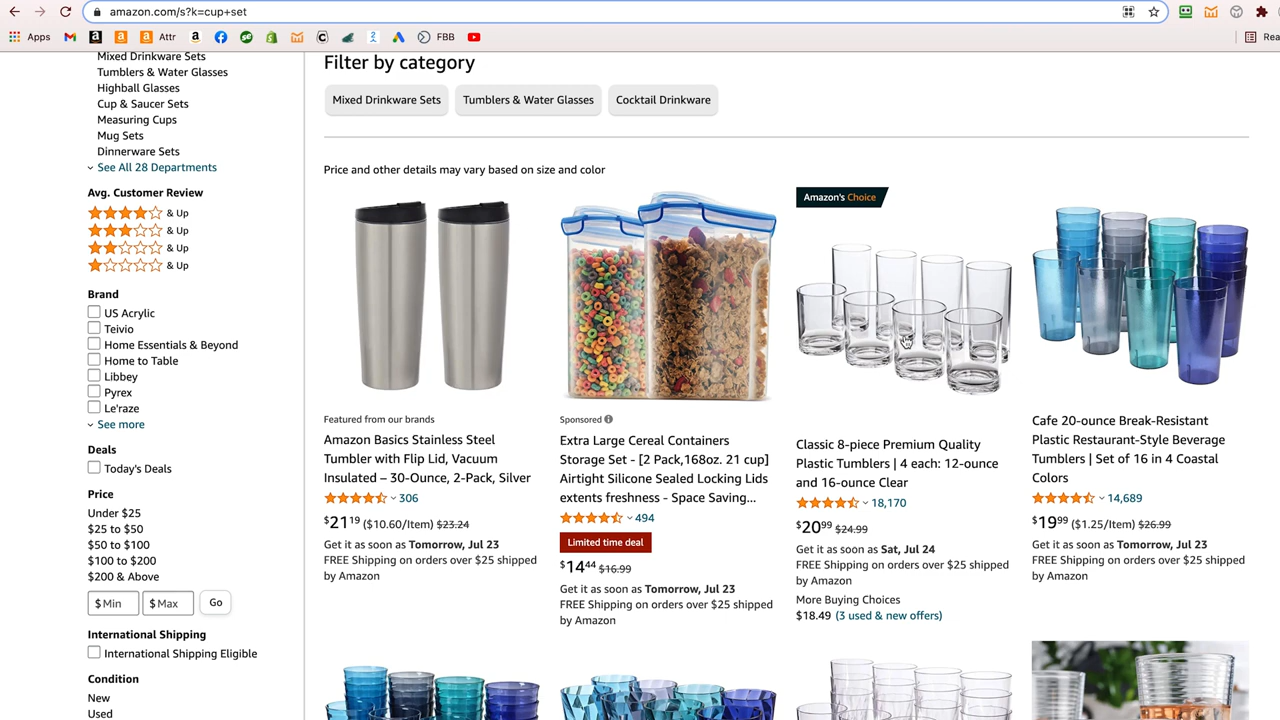 amazon.com/s?k=cup+set
Apps
Attr
FBB
Rea
Mixed Drinkware Sets
Tumblers & Water Glasses
Highball Glasses
Cup & Saucer Sets
Measuring Cups
Mug Sets
Dinnerware Sets
See All 28 Departments
Avg. Customer Review
& Up
& Up
& Up
& Up
Brand
US Acrylic
Teivio
Home Essentials & Beyond
Home to Table
Libbey
Pyrex
Le'raze
See more
Deals
Today's Deals
Price
Under $25
$25 to $50
$50 to $100
$100 to $200
$200 & Above
$ Min
$ Max
Go
International Shipping
International Shipping Eligible
Condition
New
Used
Filter by category
Mixed Drinkware Sets
Tumblers & Water Glasses
Cocktail Drinkware
Price and other details may vary based on size and color
Featured from our brands
Amazon Basics Stainless Steel
Tumbler with Flip Lid, Vacuum
Insulated – 30-Ounce, 2-Pack, Silver
306
$21 19 ($10.60/Item) $23.24
Get it as soon as Tomorrow, Jul 23
FREE Shipping on orders over $25 shipped
by Amazon
Sponsored
Extra Large Cereal Containers
Storage Set - [2 Pack,168oz. 21 cup]
Airtight Silicone Sealed Locking Lids
extents freshness - Space Saving...
494
Limited time deal
$14 44 $16.99
Get it as soon as Tomorrow, Jul 23
FREE Shipping on orders over $25 shipped
by Amazon
Amazon's Choice
Classic 8-piece Premium Quality
Plastic Tumblers | 4 each: 12-ounce
and 16-ounce Clear
18,170
$20 99 $24.99
Get it as soon as Sat, Jul 24
FREE Shipping on orders over $25 shipped
by Amazon
More Buying Choices
$18.49 (3 used & new offers)
Cafe 20-ounce Break-Resistant
Plastic Restaurant-Style Beverage
Tumblers | Set of 16 in 4 Coastal
Colors
14,689
$19 99 ($1.25/Item) $26.99
Get it as soon as Tomorrow, Jul 23
FREE Shipping on orders over $25 shipped
by Amazon